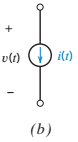 +
v(t) i(t)
−
(b)